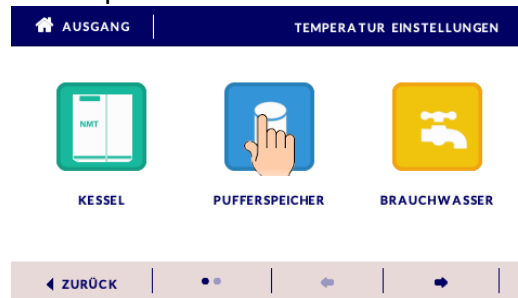 AUSGANG
TEMPERATUR EINSTELLUNGEN
NMT
KESSEL
PUFFERSPEICHER
BRAUCHWASSER
ZURÜCK